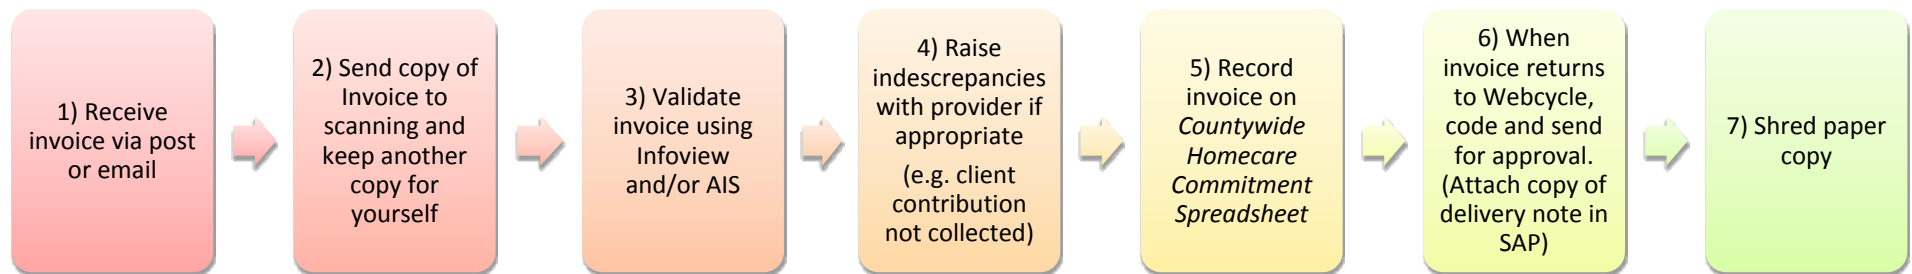 1) Receive
invoice via post
or email
2) Send copy of
Invoice to
scanning and
keep another
copy for
yourself
3) Validate
invoice using
Infoview
and/or AIS
4) Raise
indescrepancies
with provider if
appropriate
(e.g. client
contribution
not collected)
5) Record
invoice on
Countywide
Homecare
Commitment
Spreadsheet
6) When
invoice returns
to Webcycle,
code and send
for approval.
(Attach copy of
delivery note in
SAP)
7) Shred paper
copy